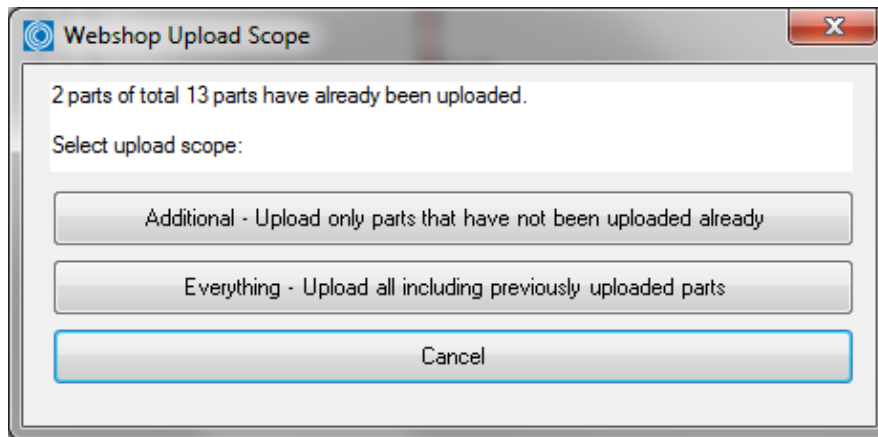 Webshop Upload Scope
2 parts of total 13 parts have already been uploaded.
Select upload scope:
Additional - Upload only parts that have not been uploaded already
Everything - Upload all including previously uploaded parts
Cancel